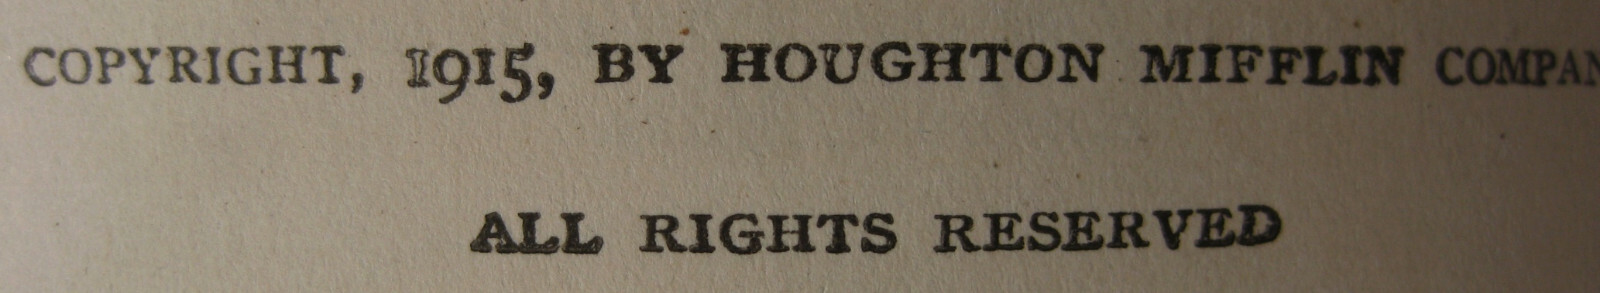 COPYRIGHT, 1915, BY HOUGHTON MIFFLIN COMPAN
ALL RIGHTS RESERVED